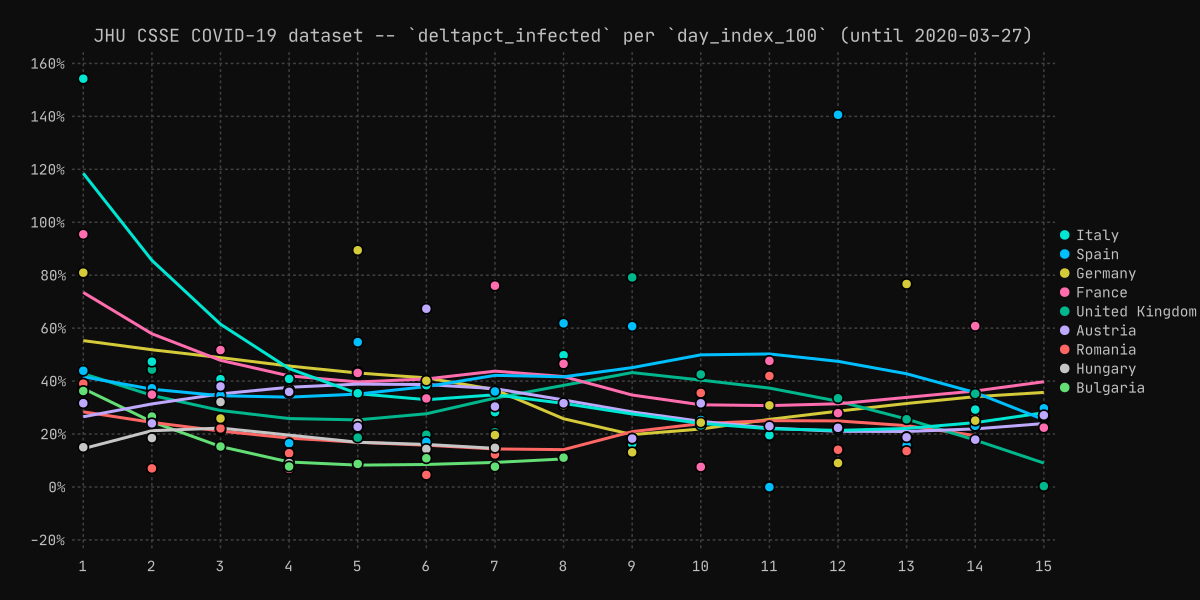 JHU CSSE COVID-19 dataset -- `deltapct_infected` per `day_index_100` (until 2020-03-27)
160%
140%
120%
100%
80%
60%
40%
20%
0%
-20%
1 2 3 4 5 6 7 8 9 10 11 12 13 14 15
Italy
Spain
Germany
France
United Kingdom
Austria
Romania
Hungary
Bulgaria